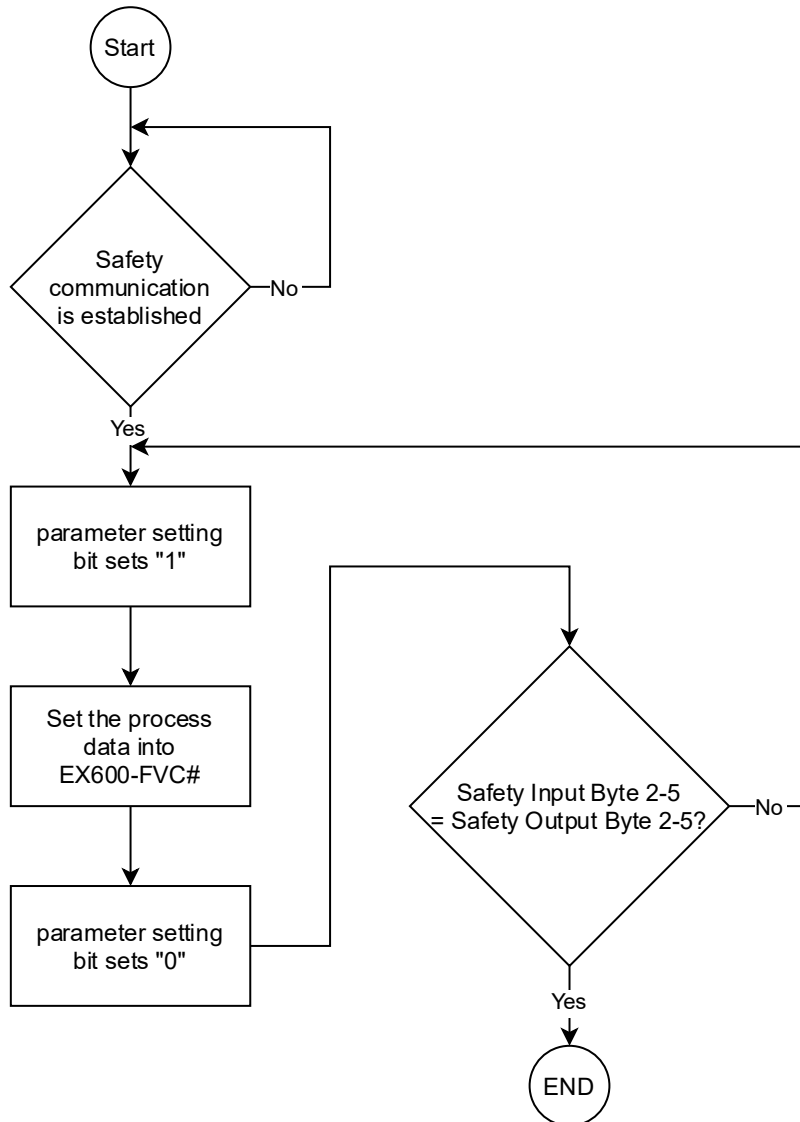 Start
Safety
communication
is established
No
Yes
parameter setting
bit sets "1"
Set the process
data into
EX600-FVC#
parameter setting
bit sets "0"
Safety Input Byte 2-5
= Safety Output Byte 2-5?
No
Yes
END